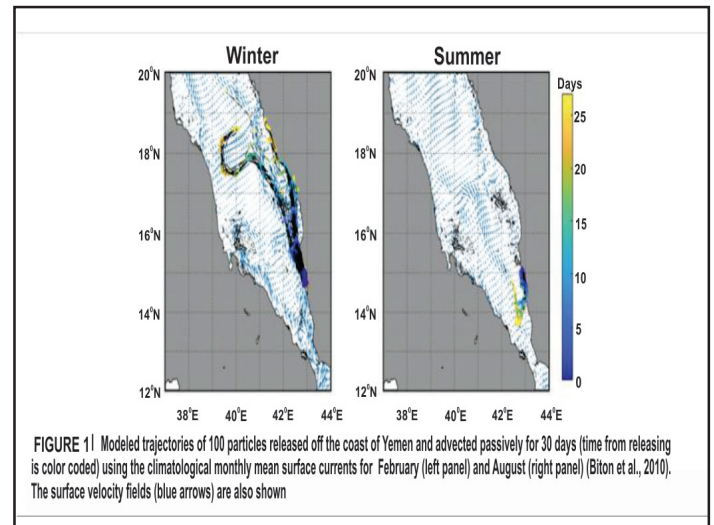 Winter Summer
20°N 20°N Days
25
18°N 18°N 20
15
16°N 16°N
10
14°N 14°N
5
12°N 12°N 0
38°E 40°E 42°E 44°E 38°E 40°E 42°E 44°E
FIGURE 1| Modeled trajectories of 100 particles released off the coast of Yemen and advected passively for 30 days (time from releasing
is color coded) using the climatological monthly mean surface currents for February (left panel) and August (right panel) (Biton et al., 2010).
The surface velocity fields (blue arrows) are also shown